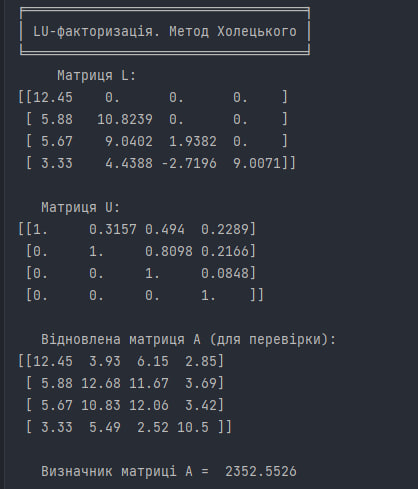 LU-факторизація. Метод Холецького
Матриця L:
[[12.45    0.      0.      0.    ]
 [ 5.88   10.8239  0.      0.    ]
 [ 5.67    9.0402  1.9382  0.    ]
 [ 3.33    4.4388 -2.7196  9.0071]]
Матриця U:
[[1.     0.3157 0.494  0.2289]
 [0.     1.     0.8098 0.2166]
 [0.     0.     1.     0.0848]
 [0.     0.     0.     1.    ]]
Відновлена матриця A (для перевірки):
[[12.45  3.93  6.15  2.85]
 [ 5.88 12.68 11.67  3.69]
 [ 5.67 10.83 12.06  3.42]
 [ 3.33  5.49  2.52 10.5 ]]
Визначник матриці A =  2352.5526